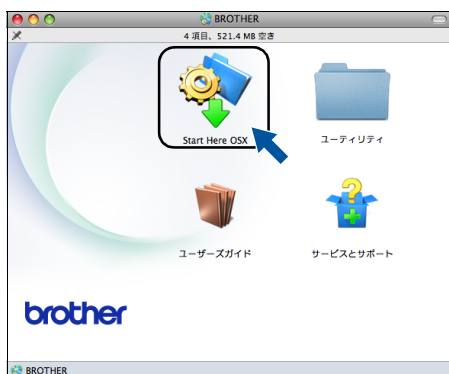 BROTHER
4 項目、521.4 MB 空き
Start Here OSX
ユーティリティ
ユーザーズガイド
サービスとサポート
brother
BROTHER